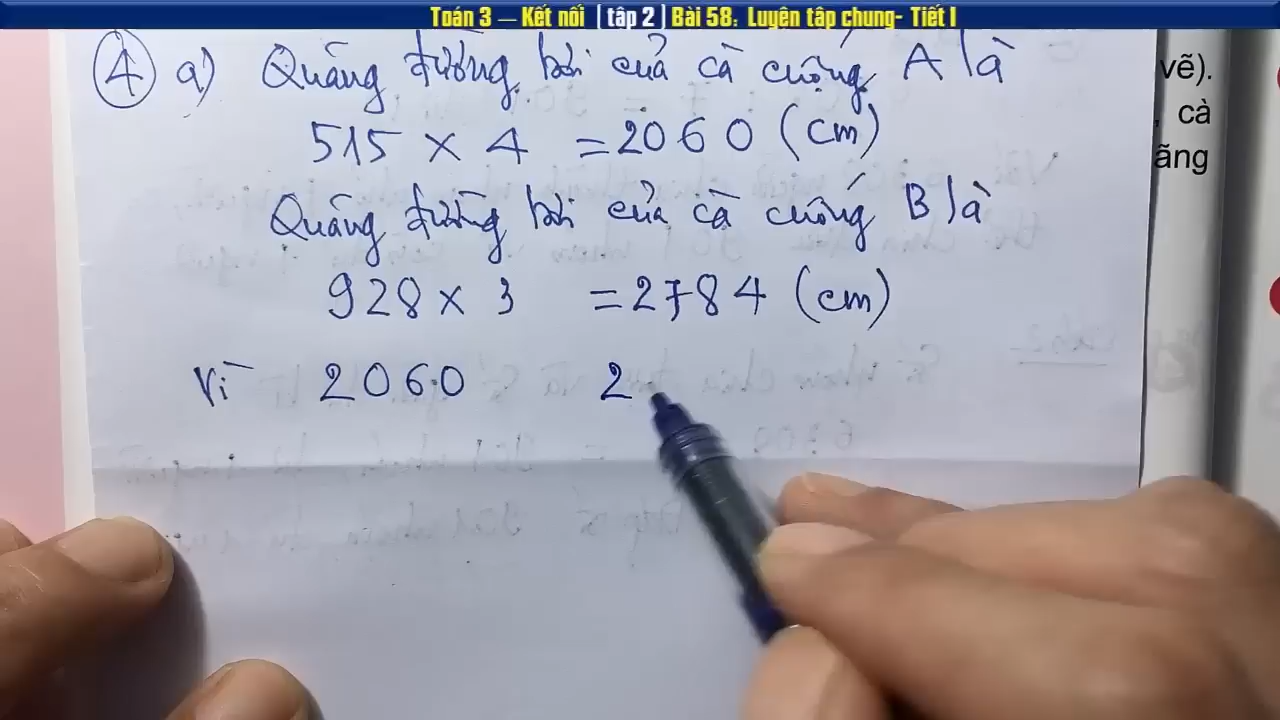 Toán 3 – Kết nối [ tập 2 ] Bài 58: Luyện tập chung- Tiết 1
4 a) Quãng đường bơi của cà cuống A là
515 × 4 = 2060 (cm)
Quãng đường bơi của cà cuống B là
928 × 3 = 2784 (cm)
Vì 2060 2
vẽ).
, cà
ãng